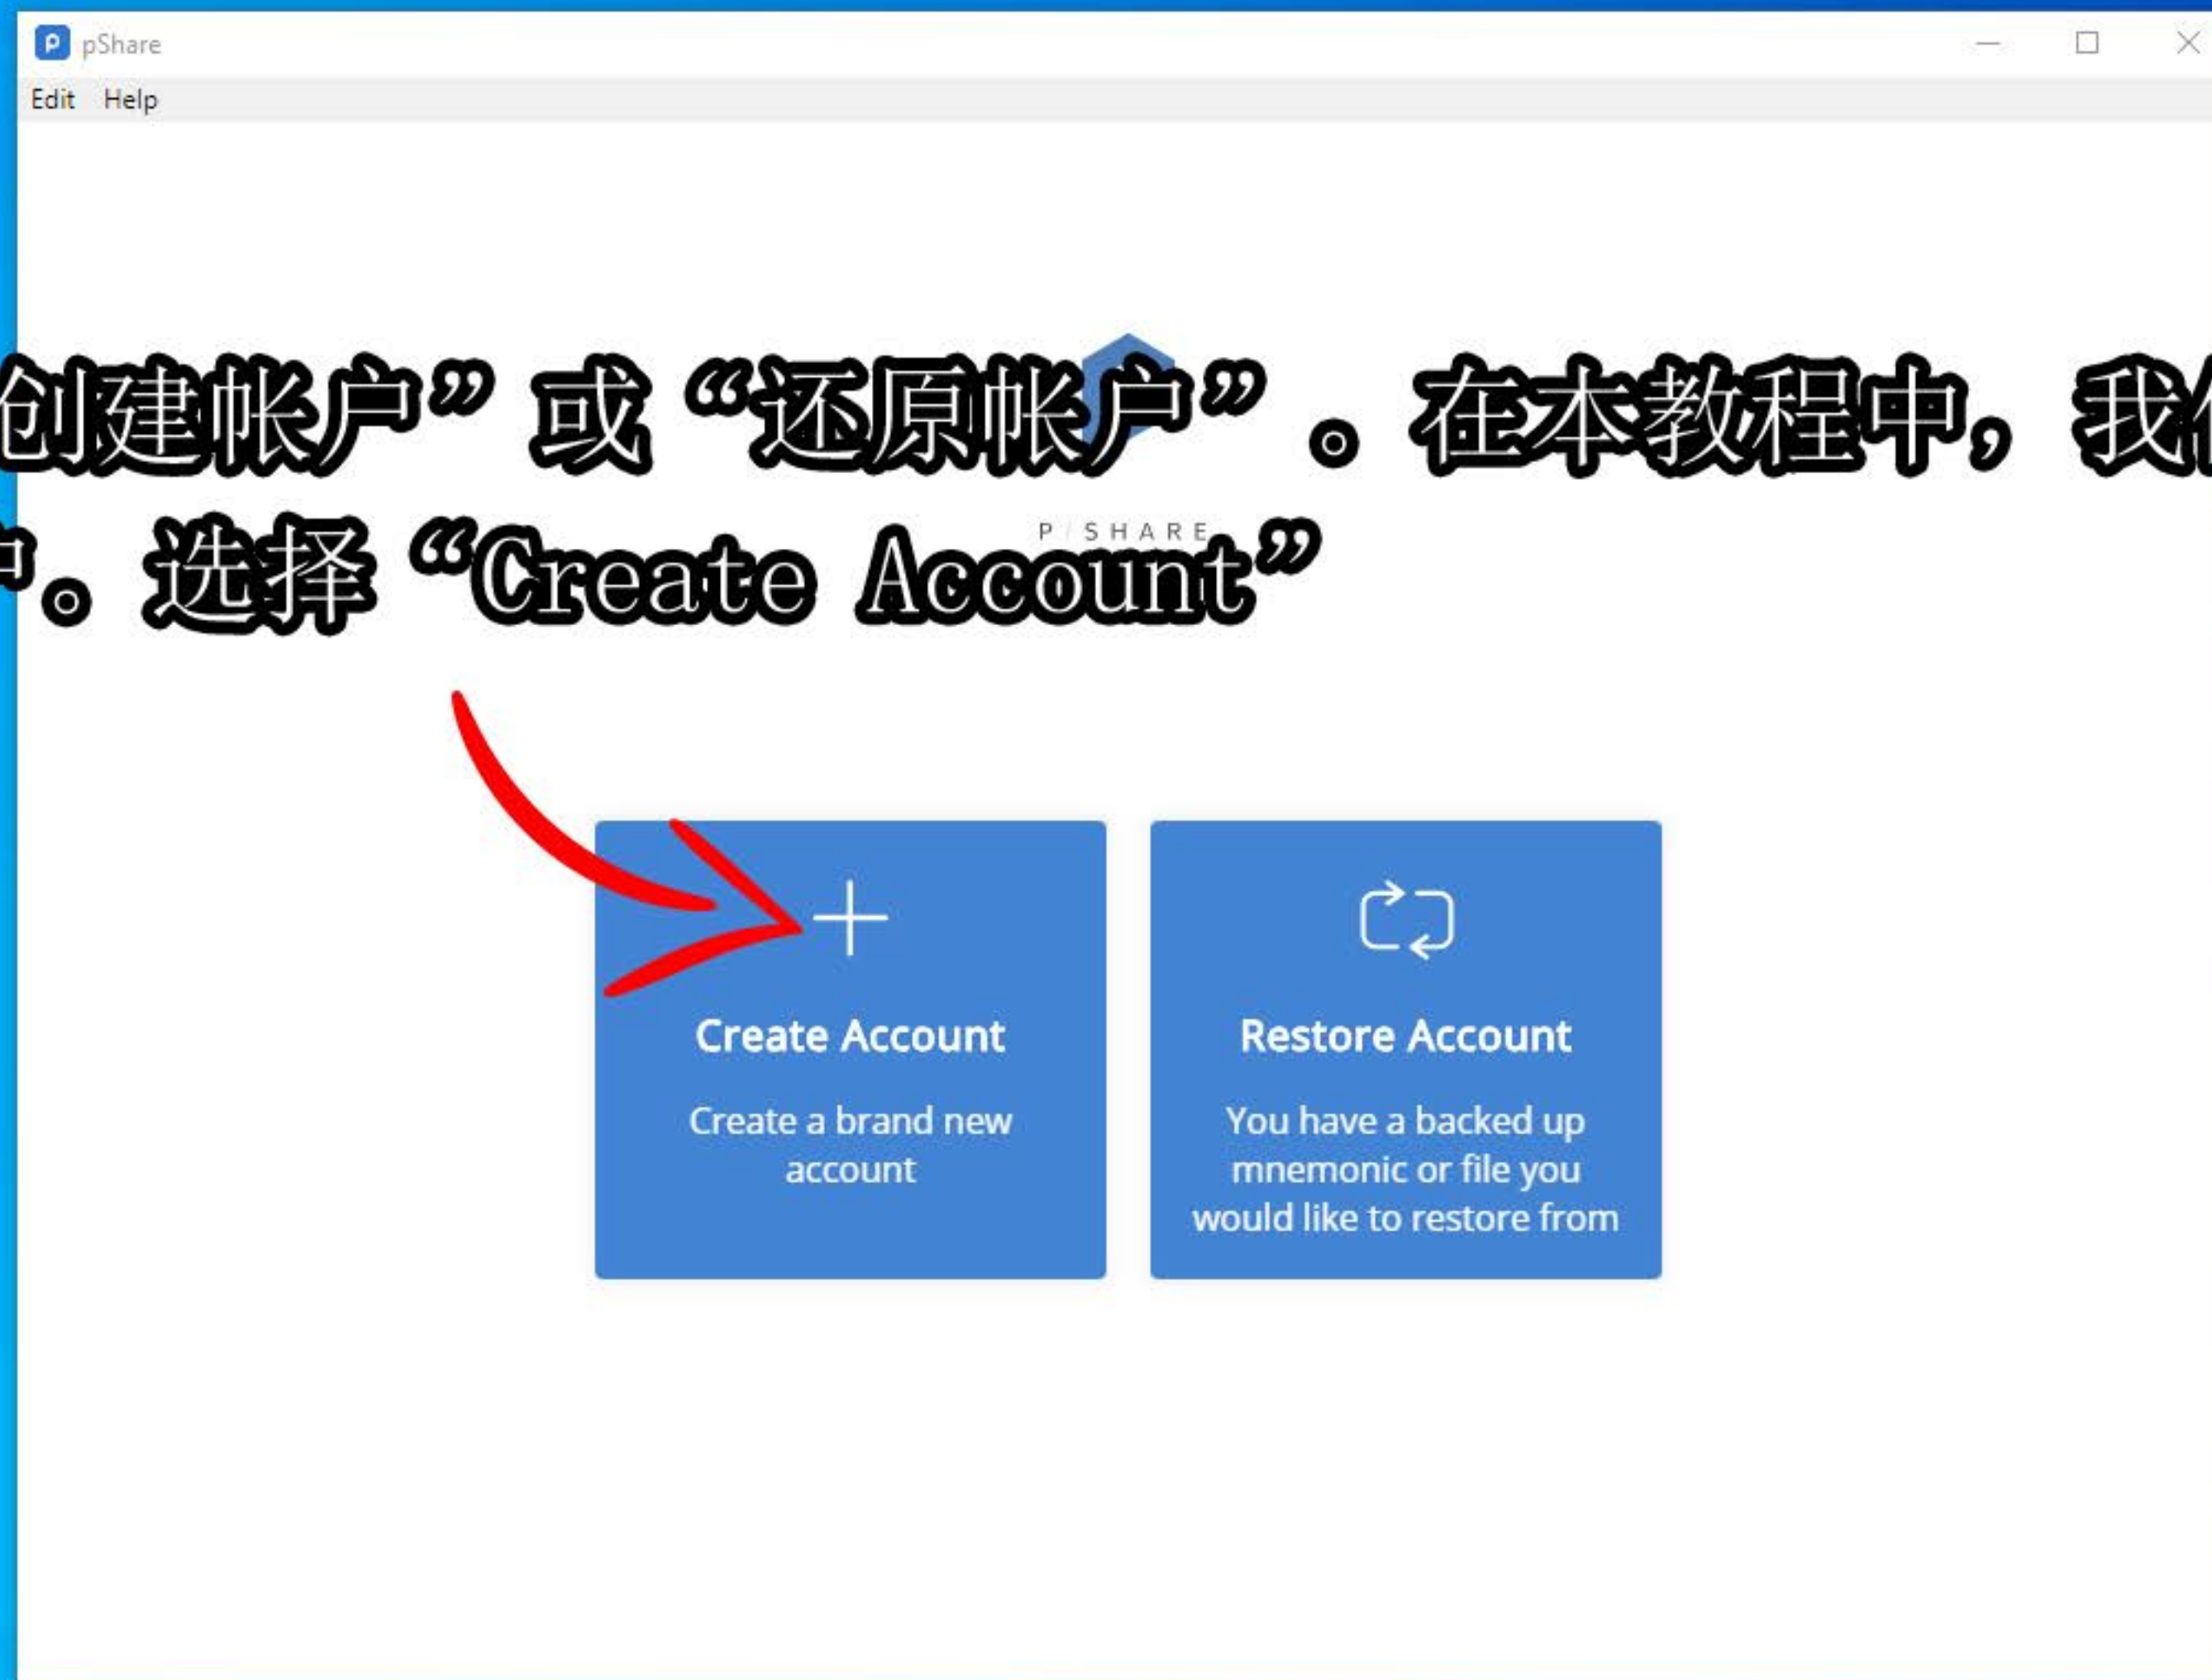 pShare
Edit Help
创建帐户”或“还原帐户”。在本教程中，我
。选择“Create Account”
P/SHARE
Create Account
Create a brand new
account
Restore Account
You have a backed up
mnemonic or file you
would like to restore from